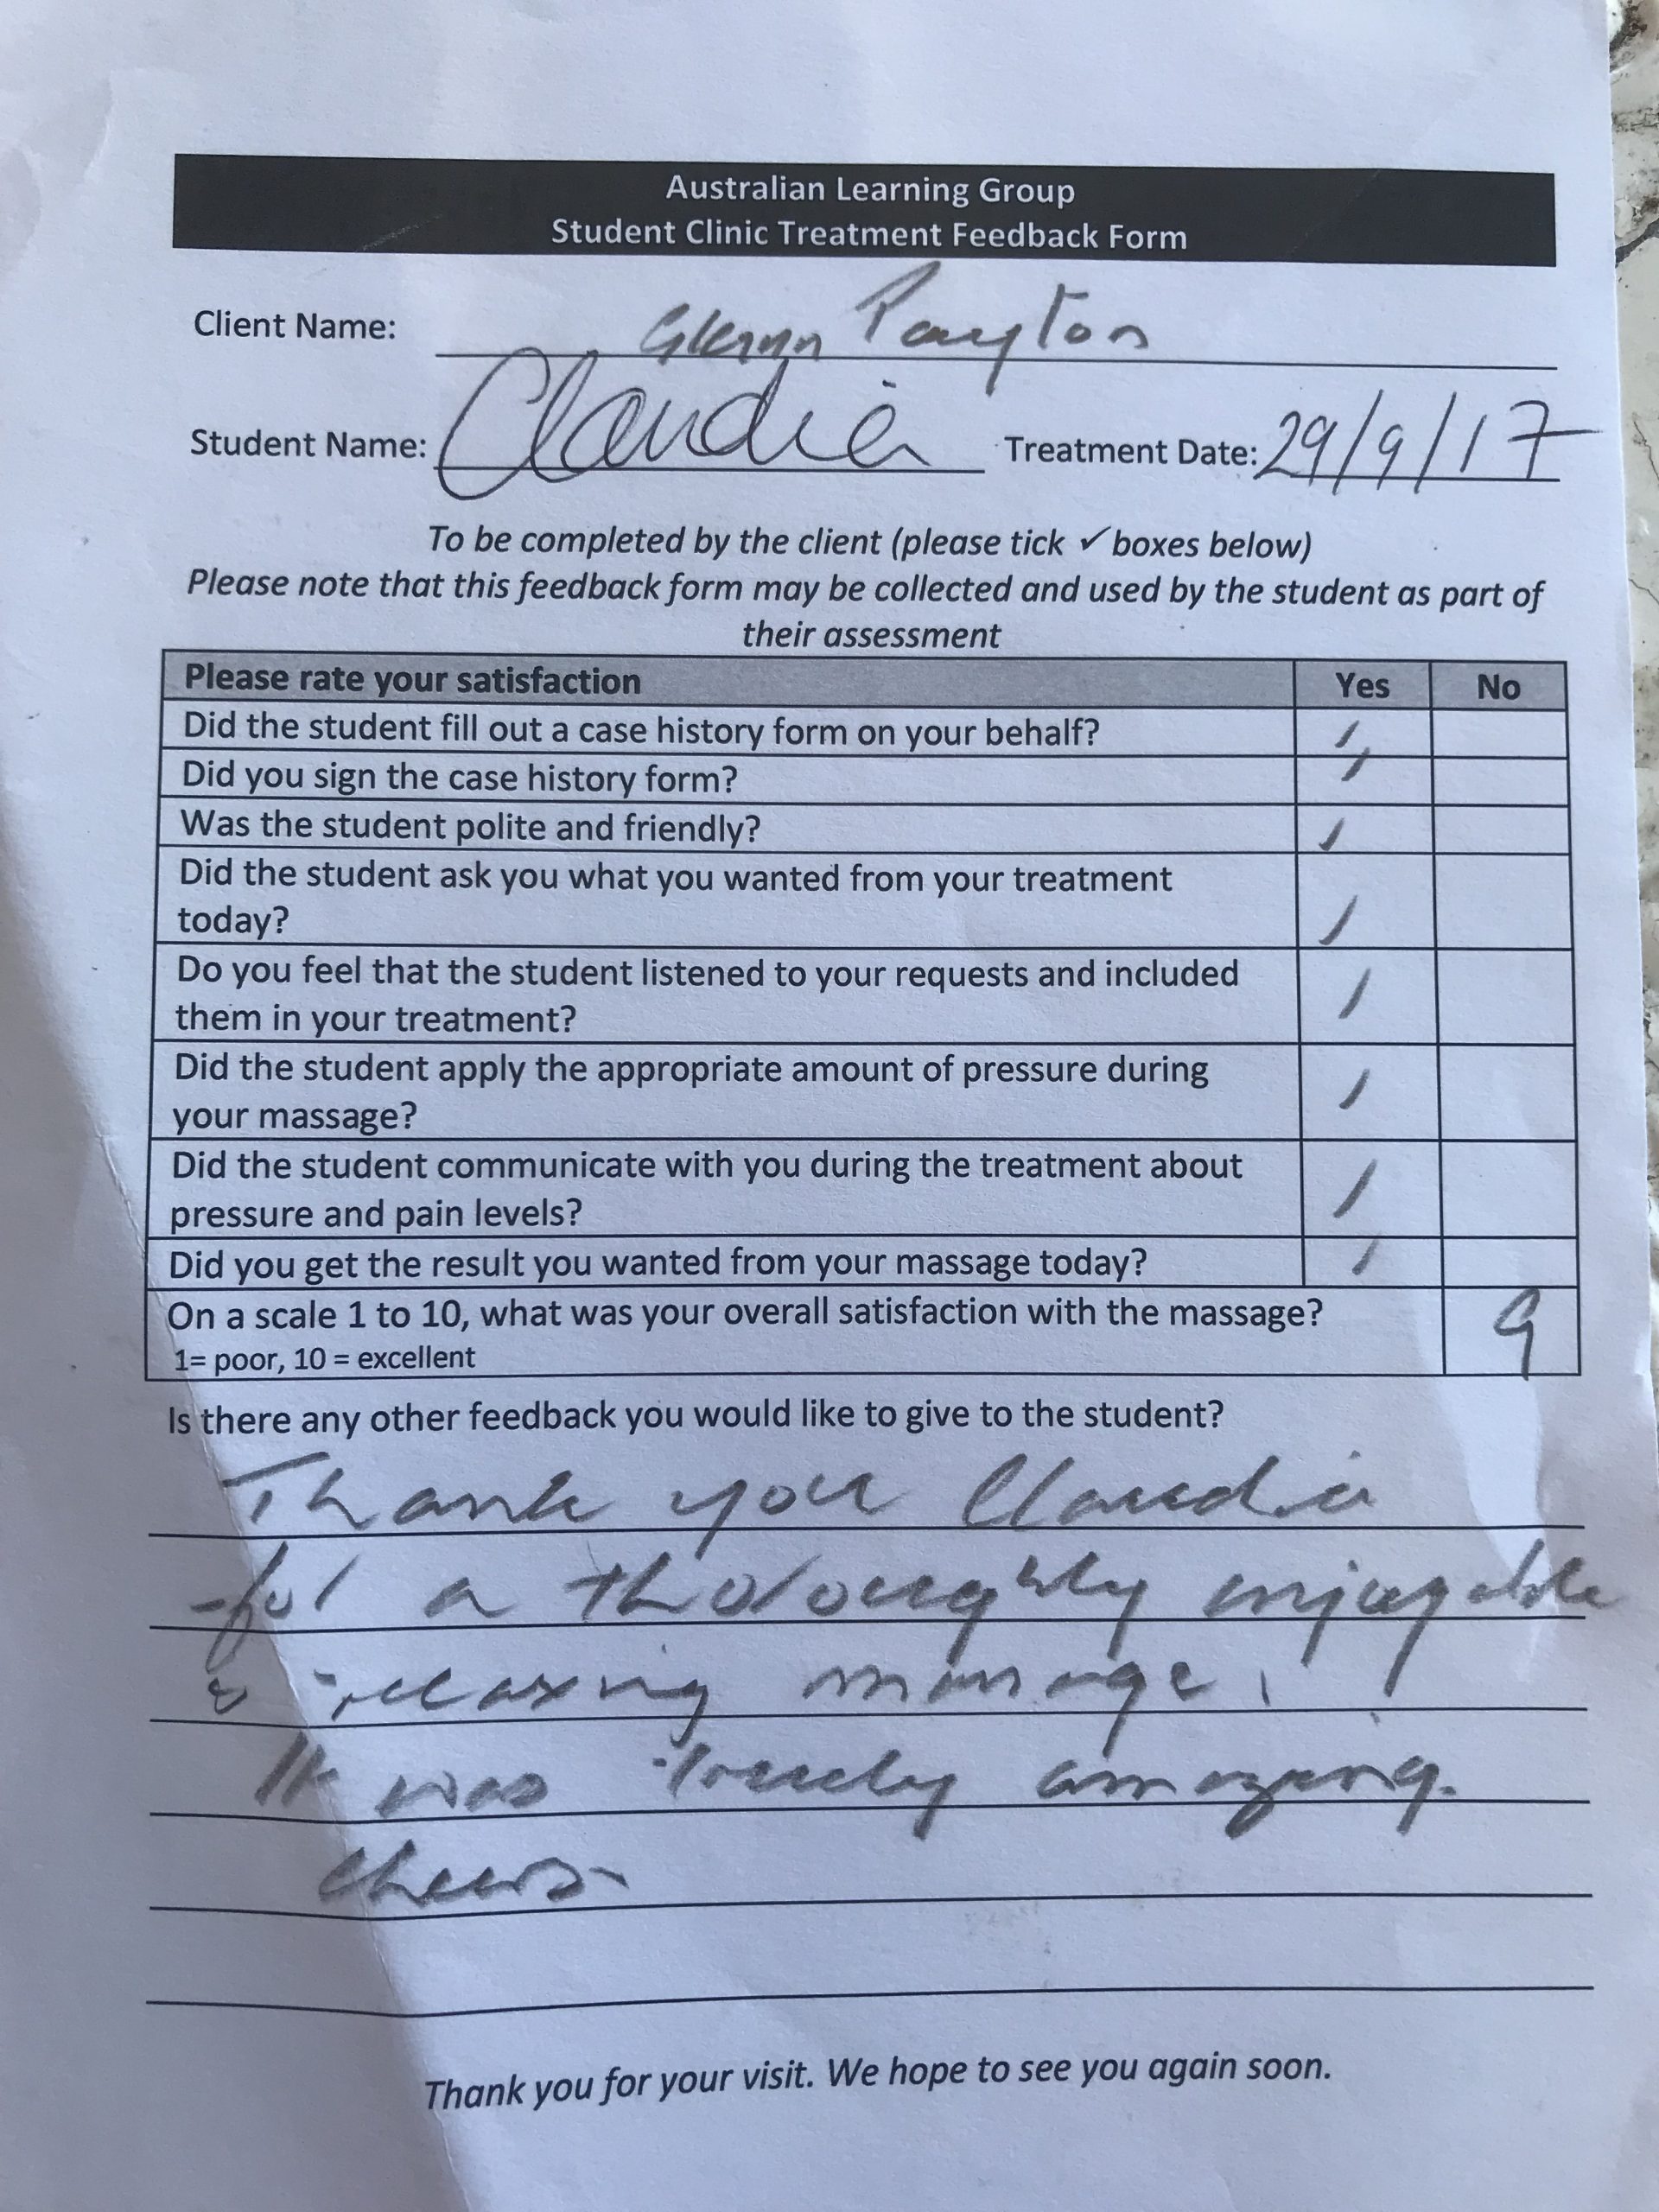 Australian Learning Group
Student Clinic Treatment Feedback Form
Client Name: Glenn Payton
Student Name: Claudia Treatment Date: 29/9/17
To be completed by the client (please tick ✓ boxes below)
Please note that this feedback form may be collected and used by the student as part of
their assessment
Please rate your satisfaction Yes No
Did the student fill out a case history form on your behalf? /
Did you sign the case history form? /
Was the student polite and friendly? /
Did the student ask you what you wanted from your treatment
today? /
Do you feel that the student listened to your requests and included
them in your treatment? /
Did the student apply the appropriate amount of pressure during
your massage? /
Did the student communicate with you during the treatment about
pressure and pain levels? /
Did you get the result you wanted from your massage today? /
On a scale 1 to 10, what was your overall satisfaction with the massage? 9
1= poor, 10 = excellent
Is there any other feedback you would like to give to the student?
Thank you Claudia
for a thoroughly enjoyable
& relaxing massage.
It was truely amazing.
Cheers
Thank you for your visit. We hope to see you again soon.